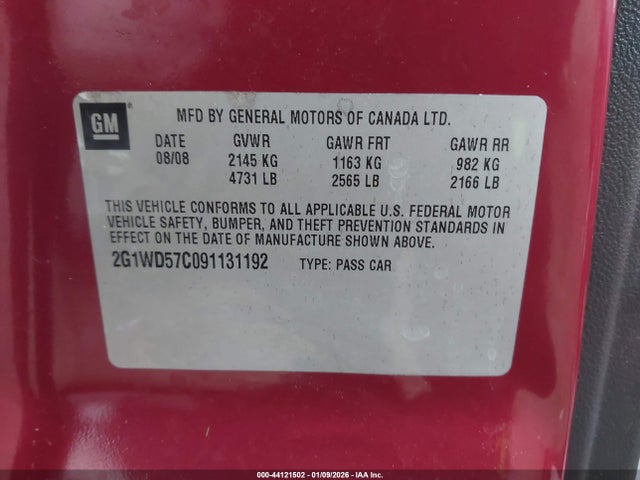 GM
MFD BY GENERAL MOTORS OF CANADA LTD.
DATE GVWR GAWR FRT GAWR RR
08/08 2145 KG 1163 KG 982 KG
4731 LB 2565 LB 2166 LB
THIS VEHICLE CONFORMS TO ALL APPLICABLE U.S. FEDERAL MOTOR
VEHICLE SAFETY, BUMPER, AND THEFT PREVENTION STANDARDS IN
EFFECT ON THE DATE OF MANUFACTURE SHOWN ABOVE.
2G1WD57C091131192 TYPE: PASS CAR
000-44121502 - 01/09/2026 - IAA Inc.